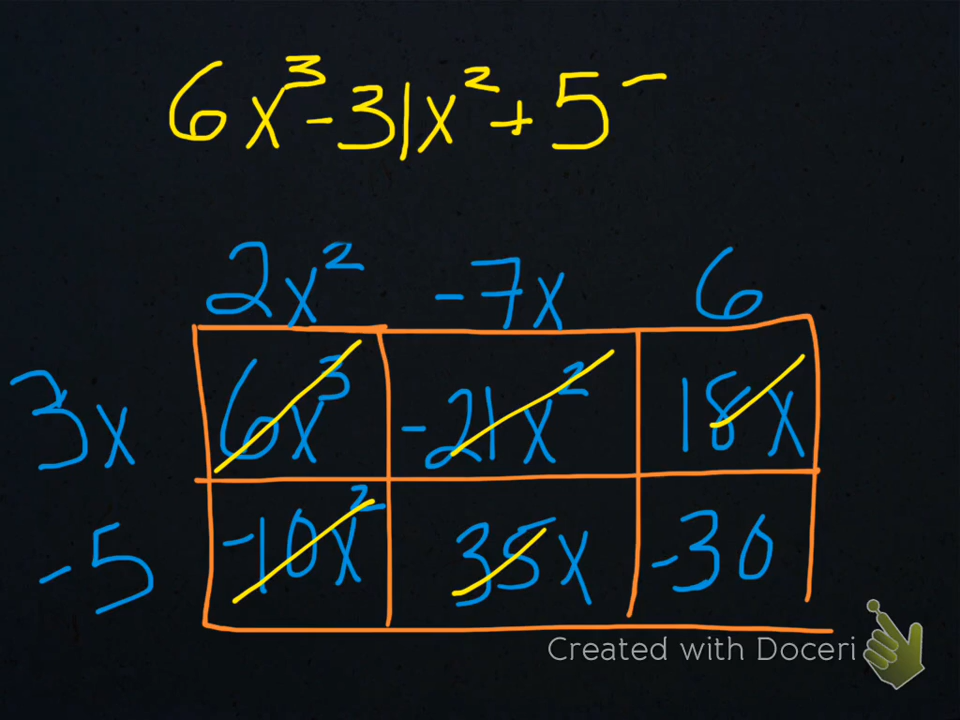 6x³-31x²+5
2x² -7x 6
3x 6x³ -21x² 18x
-5 -10x² 35x -30
Created with Doceri